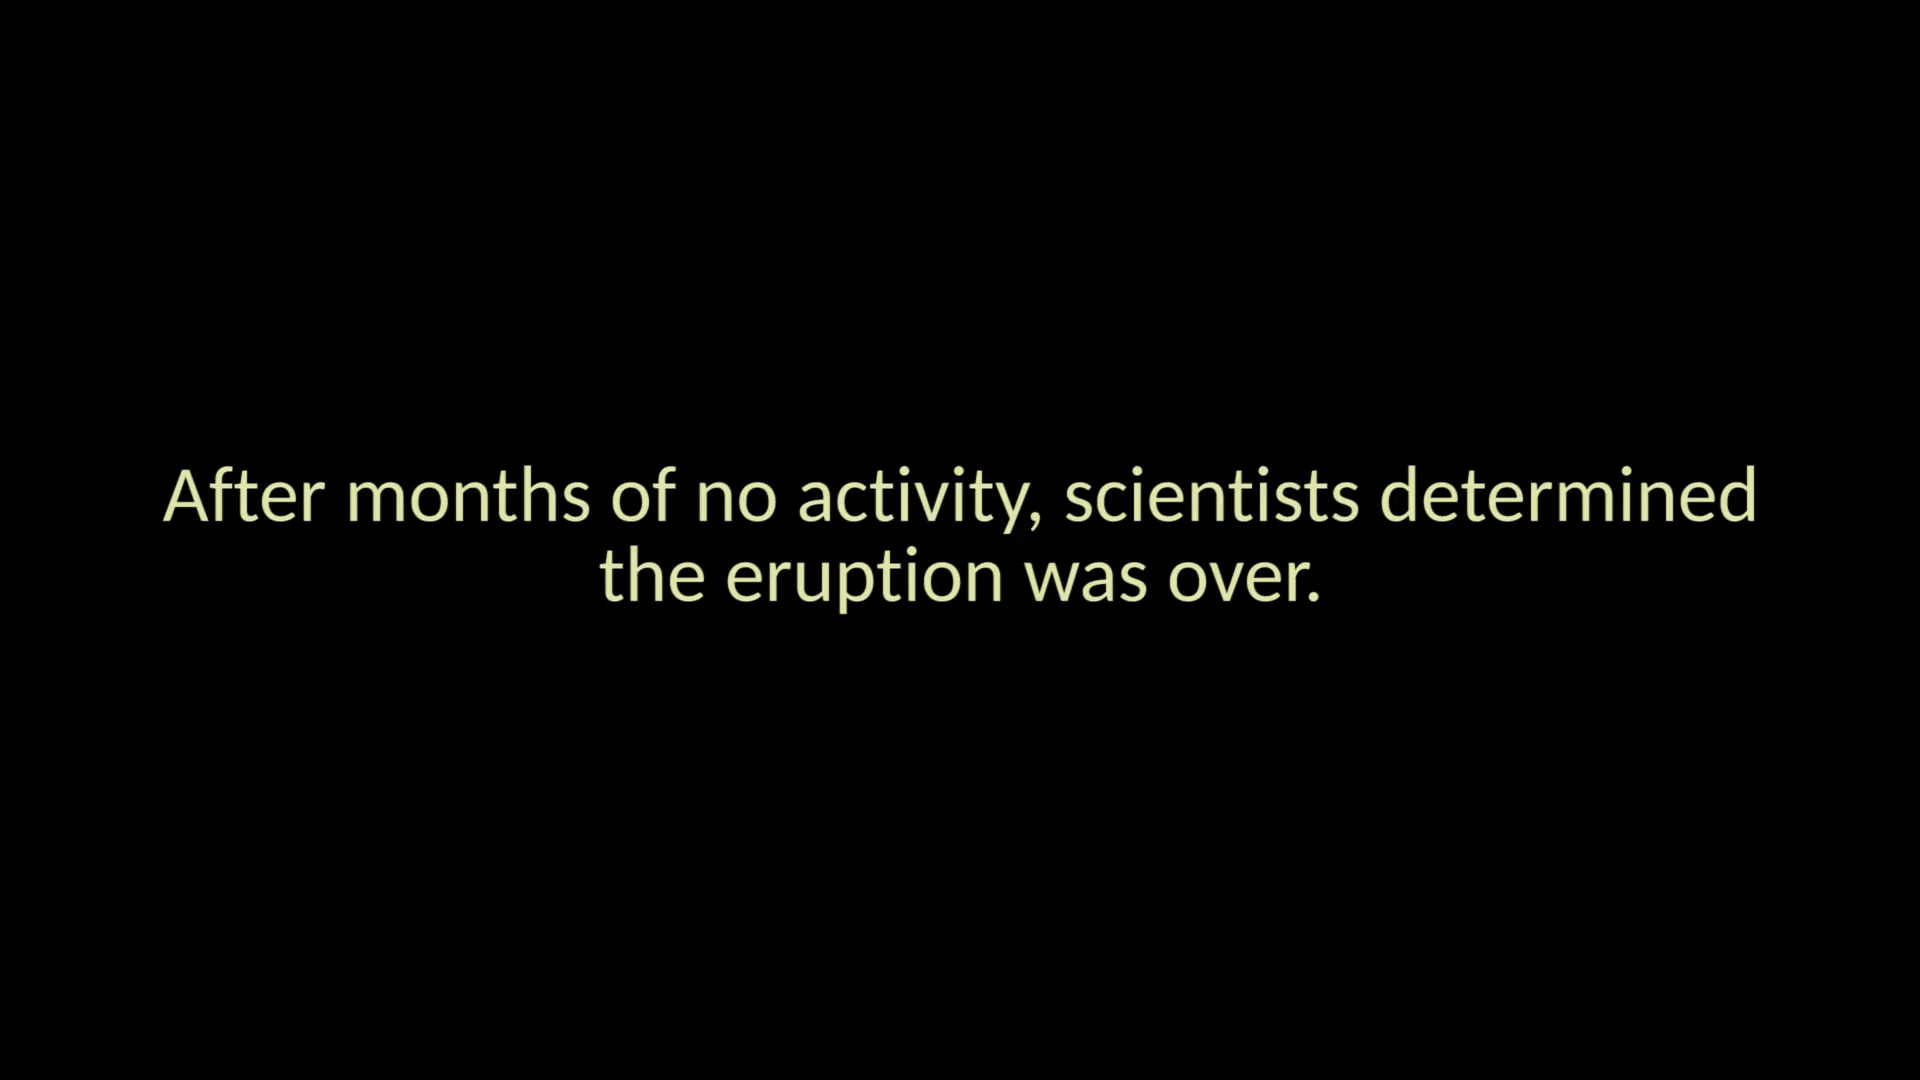 After months of no activity, scientists determined
the eruption was over.